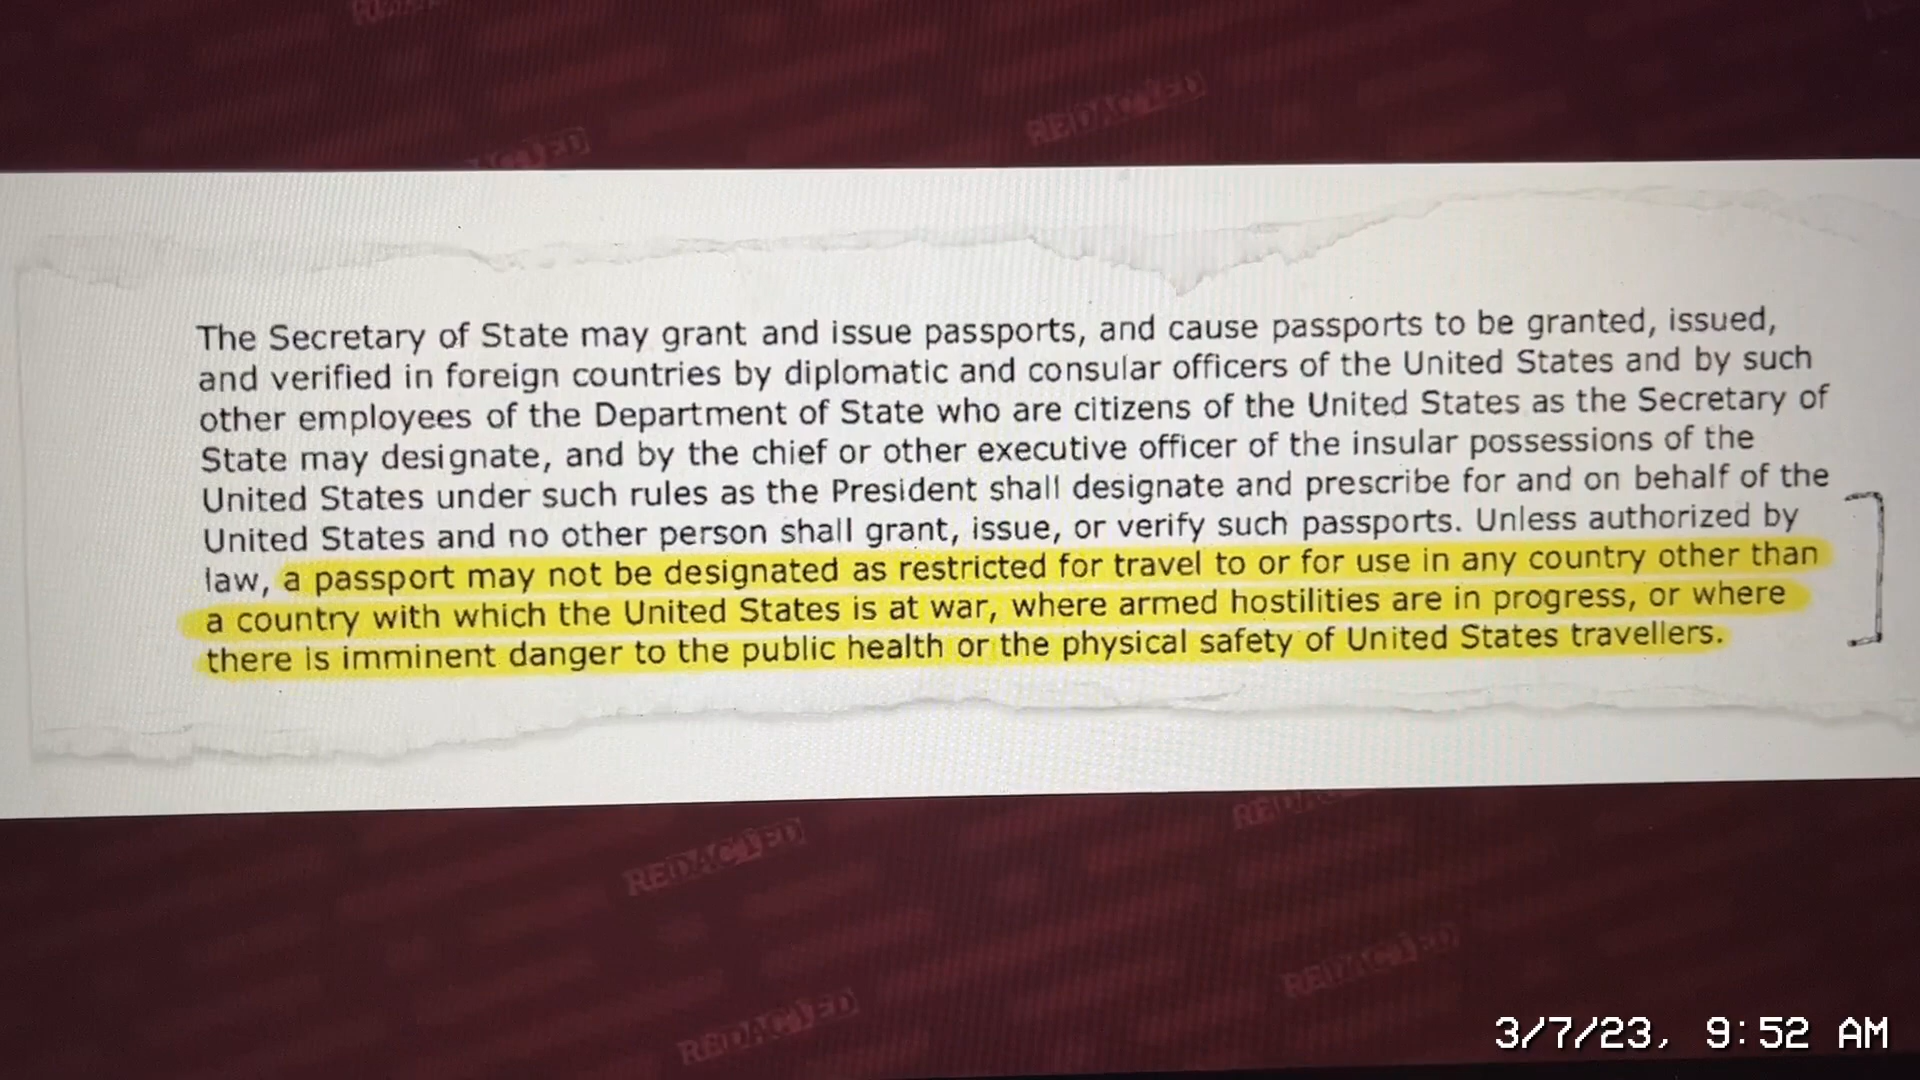 REDACTED
The Secretary of State may grant and issue passports, and cause passports to be granted, issued,
and verified in foreign countries by diplomatic and consular officers of the United States and by such
other employees of the Department of State who are citizens of the United States as the Secretary of
State may designate, and by the chief or other executive officer of the insular possessions of the
United States under such rules as the President shall designate and prescribe for and on behalf of the
United States and no other person shall grant, issue, or verify such passports. Unless authorized by
law, a passport may not be designated as restricted for travel to or for use in any country other than
a country with which the United States is at war, where armed hostilities are in progress, or where
there is imminent danger to the public health or the physical safety of United States travellers.
REDACTED
REDACTED
REDACTED
3/7/23, 9:52 AM